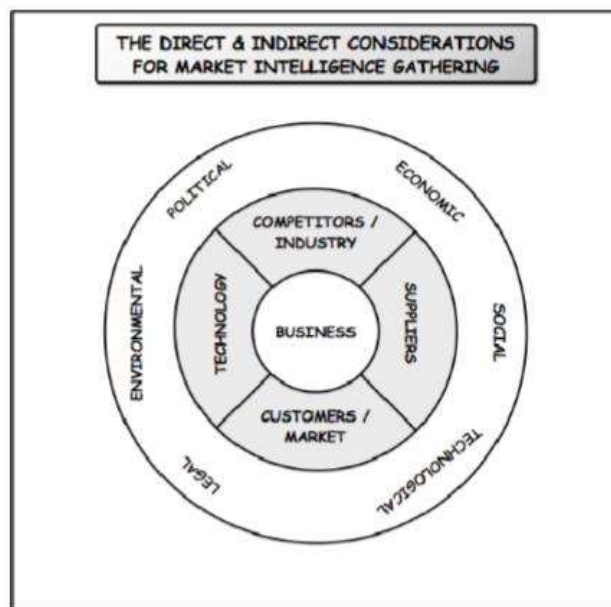 THE DIRECT & INDIRECT CONSIDERATIONS
FOR MARKET INTELLIGENCE GATHERING
POLITICAL
ECONOMIC
COMPETITORS /
INDUSTRY
ENVIRONMENTAL
TECHNOLOGY
BUSINESS
SUPPLIERS
SOCIAL
CUSTOMERS /
MARKET
LEGAL
TECHNOLOGICAL